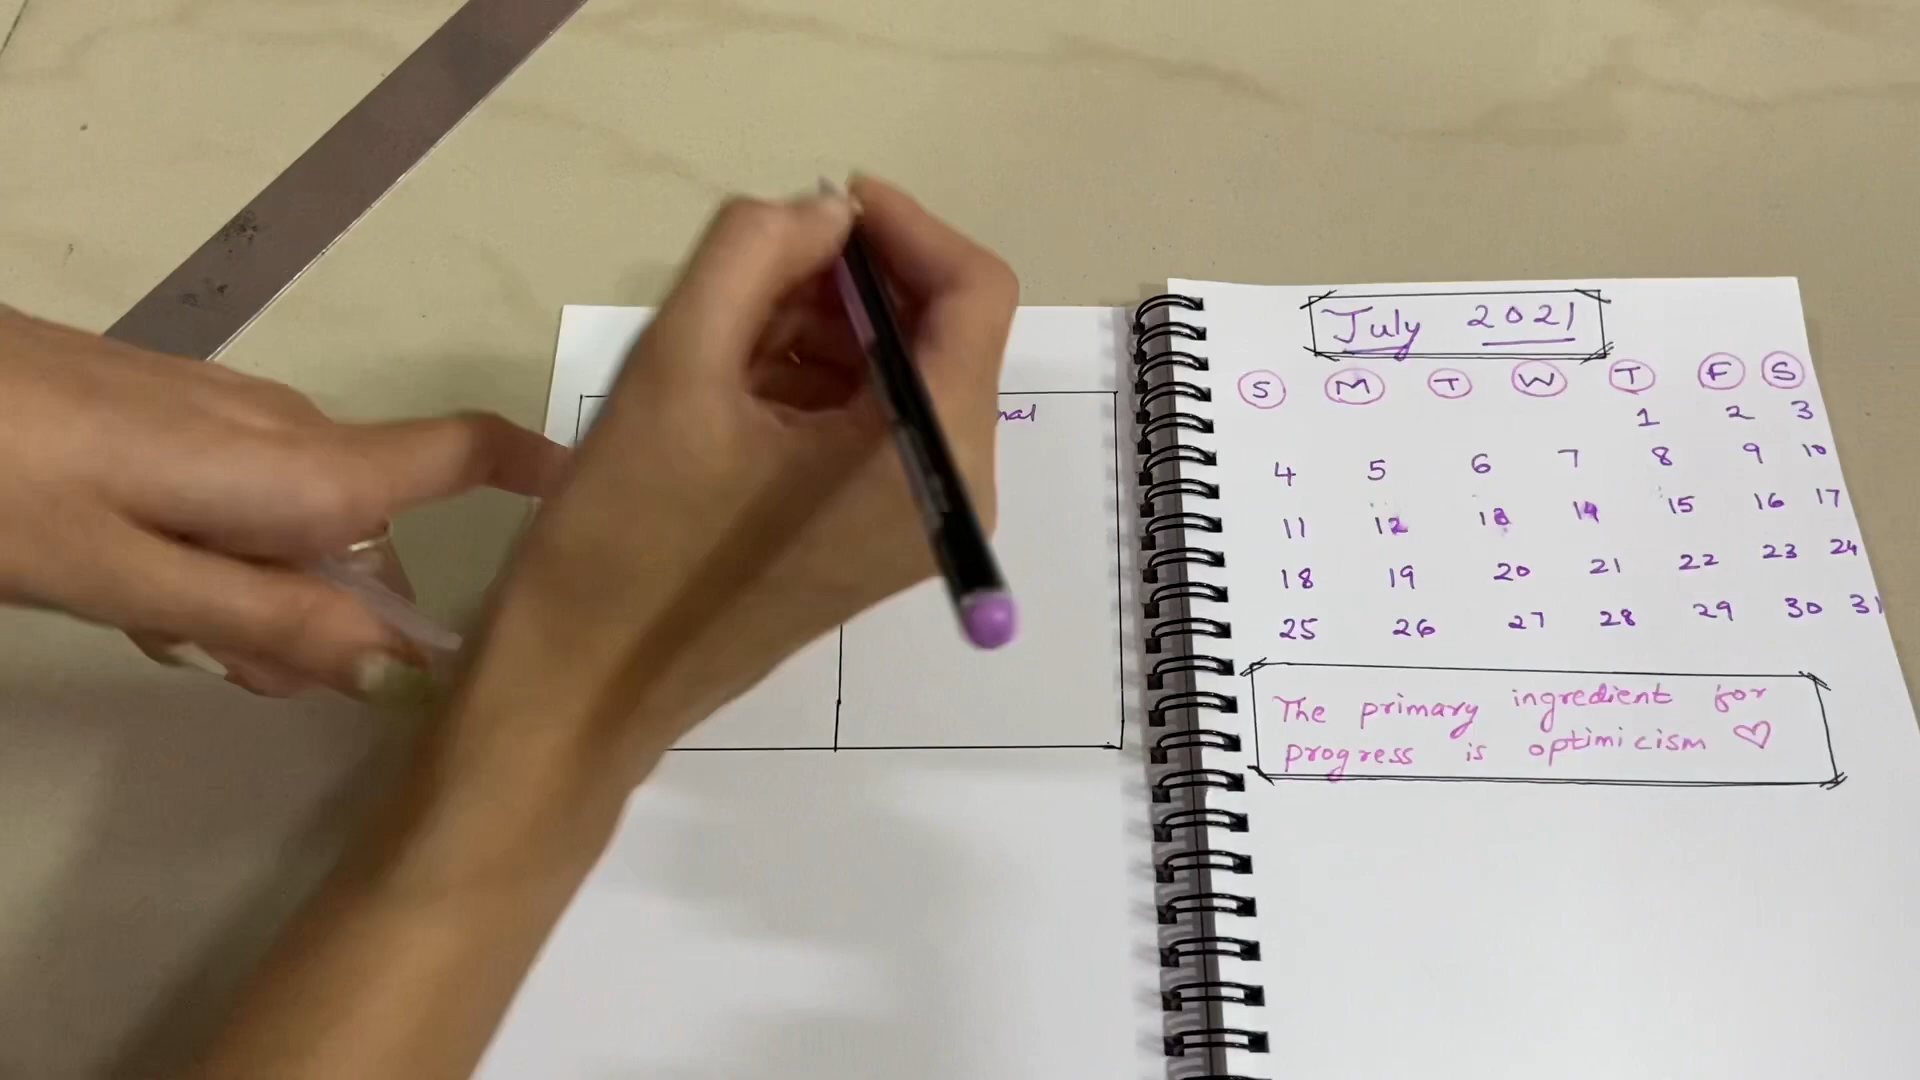 July 2021
S M T W T F S
1 2 3
4 5 6 7 8 9 10
11 12 13 14 15 16 17
18 19 20 21 22 23 24
25 26 27 28 29 30 31
The primary ingredient for
progress is optimicism